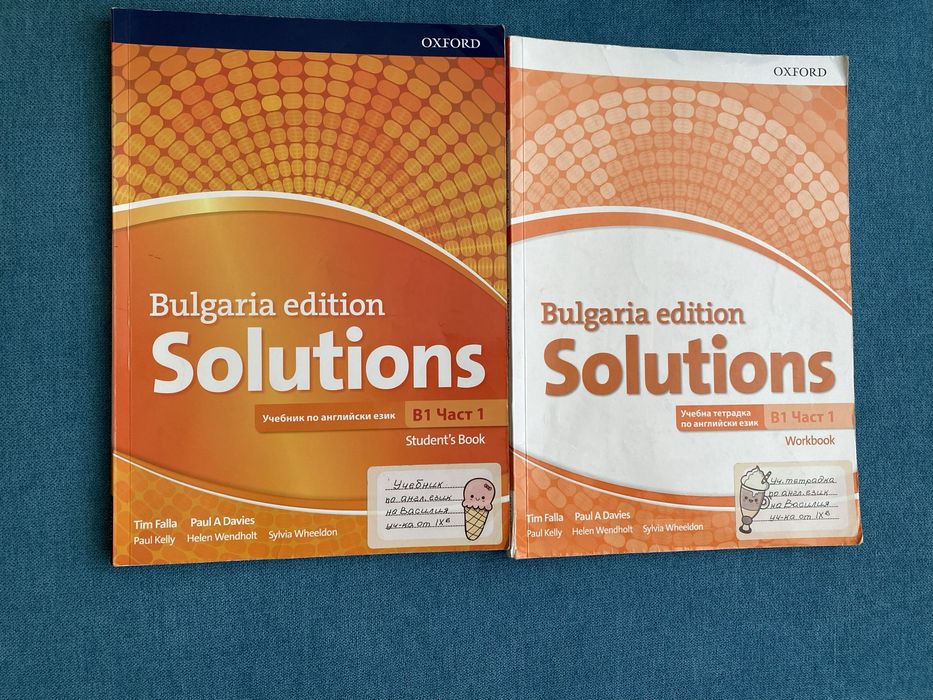 OXFORD
Bulgaria edition
Solutions
Учебник по английски език
B1 Част 1
Student's Book
Учебник
по англ. език
на Василия
уч-ка от IXв
Tim Falla Paul A Davies
Paul Kelly Helen Wendholt Sylvia Wheeldon
OXFORD
Bulgaria edition
Solutions
Учебна тетрадка
по английски език
B1 Част 1
Workbook
Уч. тетрадка
по англ. език
на Василия
уч-ка от IXв
Tim Falla Paul A Davies
Paul Kelly Helen Wendholt Sylvia Wheeldon